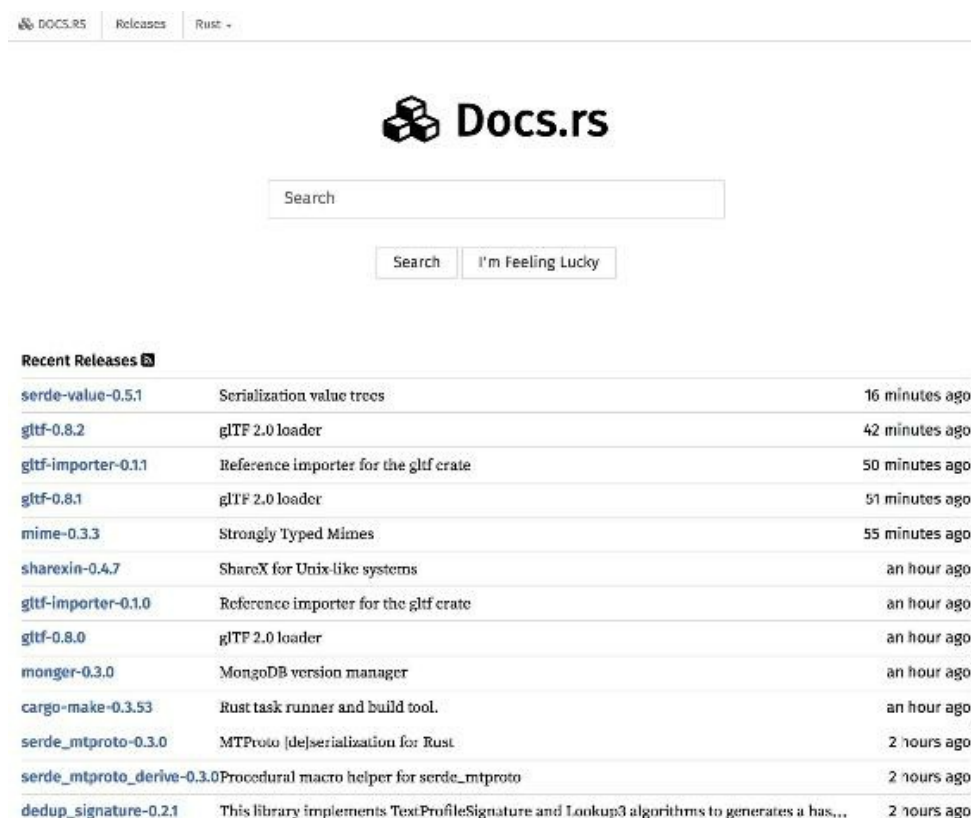 DOCS.RS Releases Rust
Docs.rs
Search
Search I'm Feeling Lucky
Recent Releases
serde-value-0.5.1 Serialization value trees 16 minutes ago
gltf-0.8.2 glTF 2.0 loader 42 minutes ago
gltf-importer-0.1.1 Reference importer for the gltf crate 50 minutes ago
gltf-0.8.1 glTF 2.0 loader 51 minutes ago
mime-0.3.3 Strongly Typed Mimes 55 minutes ago
sharexin-0.4.7 ShareX for Unix-like systems an hour ago
gltf-importer-0.1.0 Reference importer for the gltf crate an hour ago
gltf-0.8.0 glTF 2.0 loader an hour ago
monger-0.3.0 MongoDB version manager an hour ago
cargo-make-0.3.53 Rust task runner and build tool. an hour ago
serde_mtproto-0.3.0 MTProto [de]serialization for Rust 2 hours ago
serde_mtproto_derive-0.3.0 Procedural macro helper for serde_mtproto 2 hours ago
dedup_signature-0.2.1 This library implements TextProfileSignature and Lookup3 algorithms to generates a has... 2 hours ago